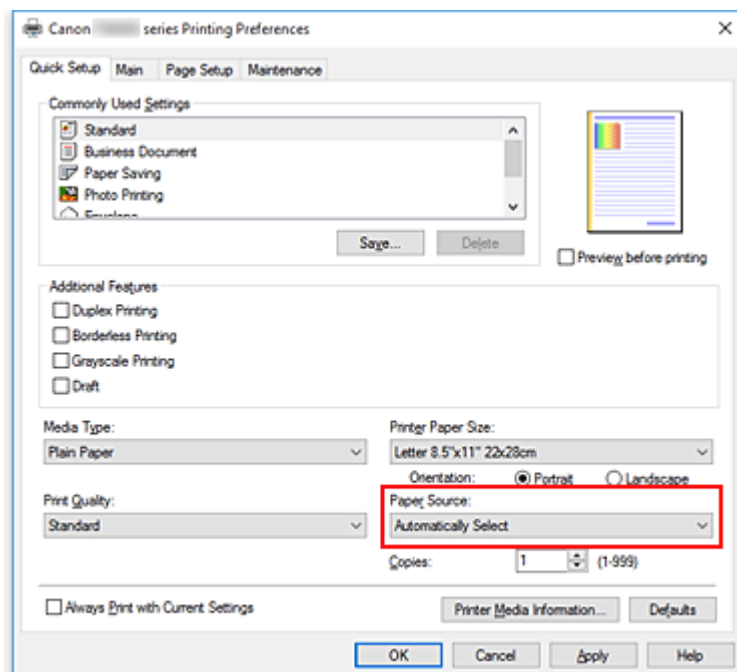 Canon series Printing Preferences
Quick Setup Main Page Setup Maintenance
Commonly Used Settings
Standard
Business Document
Paper Saving
Photo Printing
Envelope
Save... Delete
Preview before printing
Additional Features
Duplex Printing
Borderless Printing
Grayscale Printing
Draft
Media Type: Printer Paper Size:
Plain Paper Letter 8.5"x11" 22x28cm
Orientation: Portrait Landscape
Print Quality: Paper Source:
Standard Automatically Select
Copies: 1 (1-999)
Always Print with Current Settings Printer Media Information... Defaults
OK Cancel Apply Help